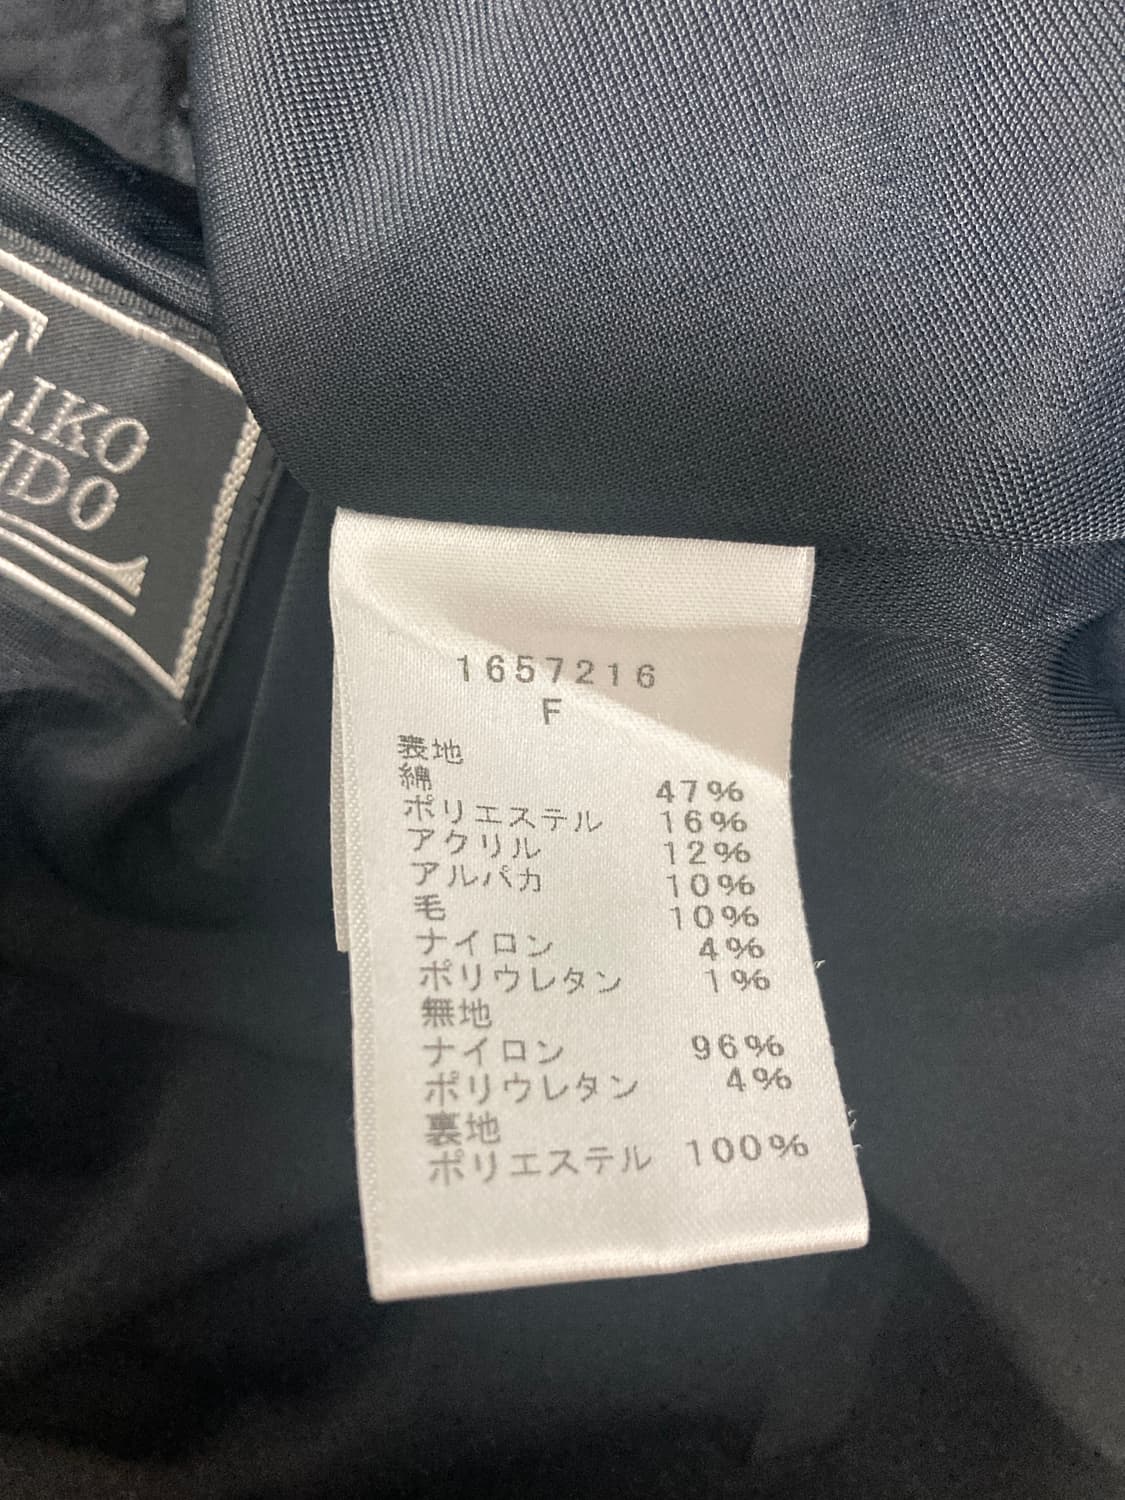 EIKO
1657216
F
表地
綿 47%
ポリエステル 16%
アクリル 12%
アルパカ 10%
毛 10%
ナイロン 4%
ポリウレタン 1%
無地
ナイロン 96%
ポリウレタン 4%
裏地
ポリエステル 100%